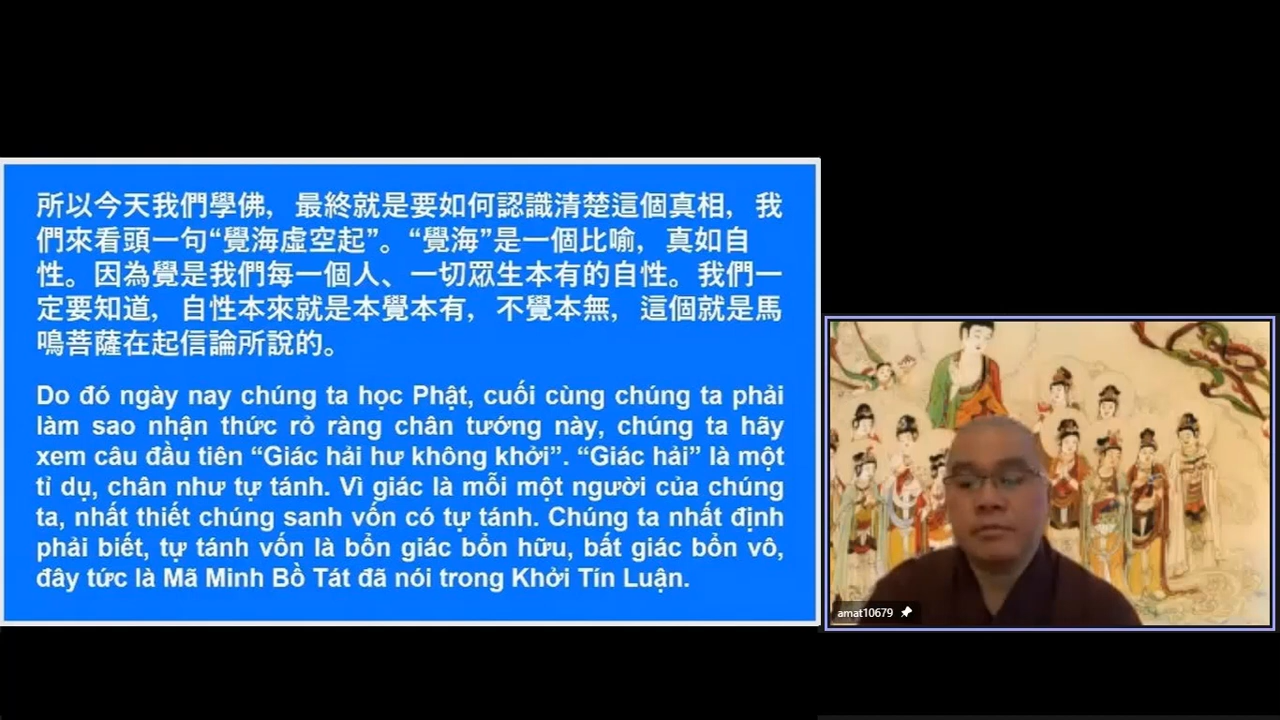 所以今天我們學佛，最終就是要如何認識清楚這個真相，我
們來看頭一句“覺海虛空起”。“覺海”是一個比喻，真如自
性。因為覺是我們每一個人、一切眾生本有的自性。我們一
定要知道，自性本來就是本覺本有，不覺本無，這個就是馬
鳴菩薩在起信論所說的。
Do đó ngày nay chúng ta học Phật, cuối cùng chúng ta phải
làm sao nhận thức rỏ ràng chân tướng này, chúng ta hãy
xem câu đầu tiên “Giác hải hư không khởi”. “Giác hải” là một
tỉ dụ, chân như tự tánh. Vì giác là mỗi một người của chúng
ta, nhất thiết chúng sanh vốn có tự tánh. Chúng ta nhất định
phải biết, tự tánh vốn là bổn giác bổn hữu, bất giác bổn vô,
đây tức là Mã Minh Bồ Tát đã nói trong Khởi Tín Luận.
amat10679